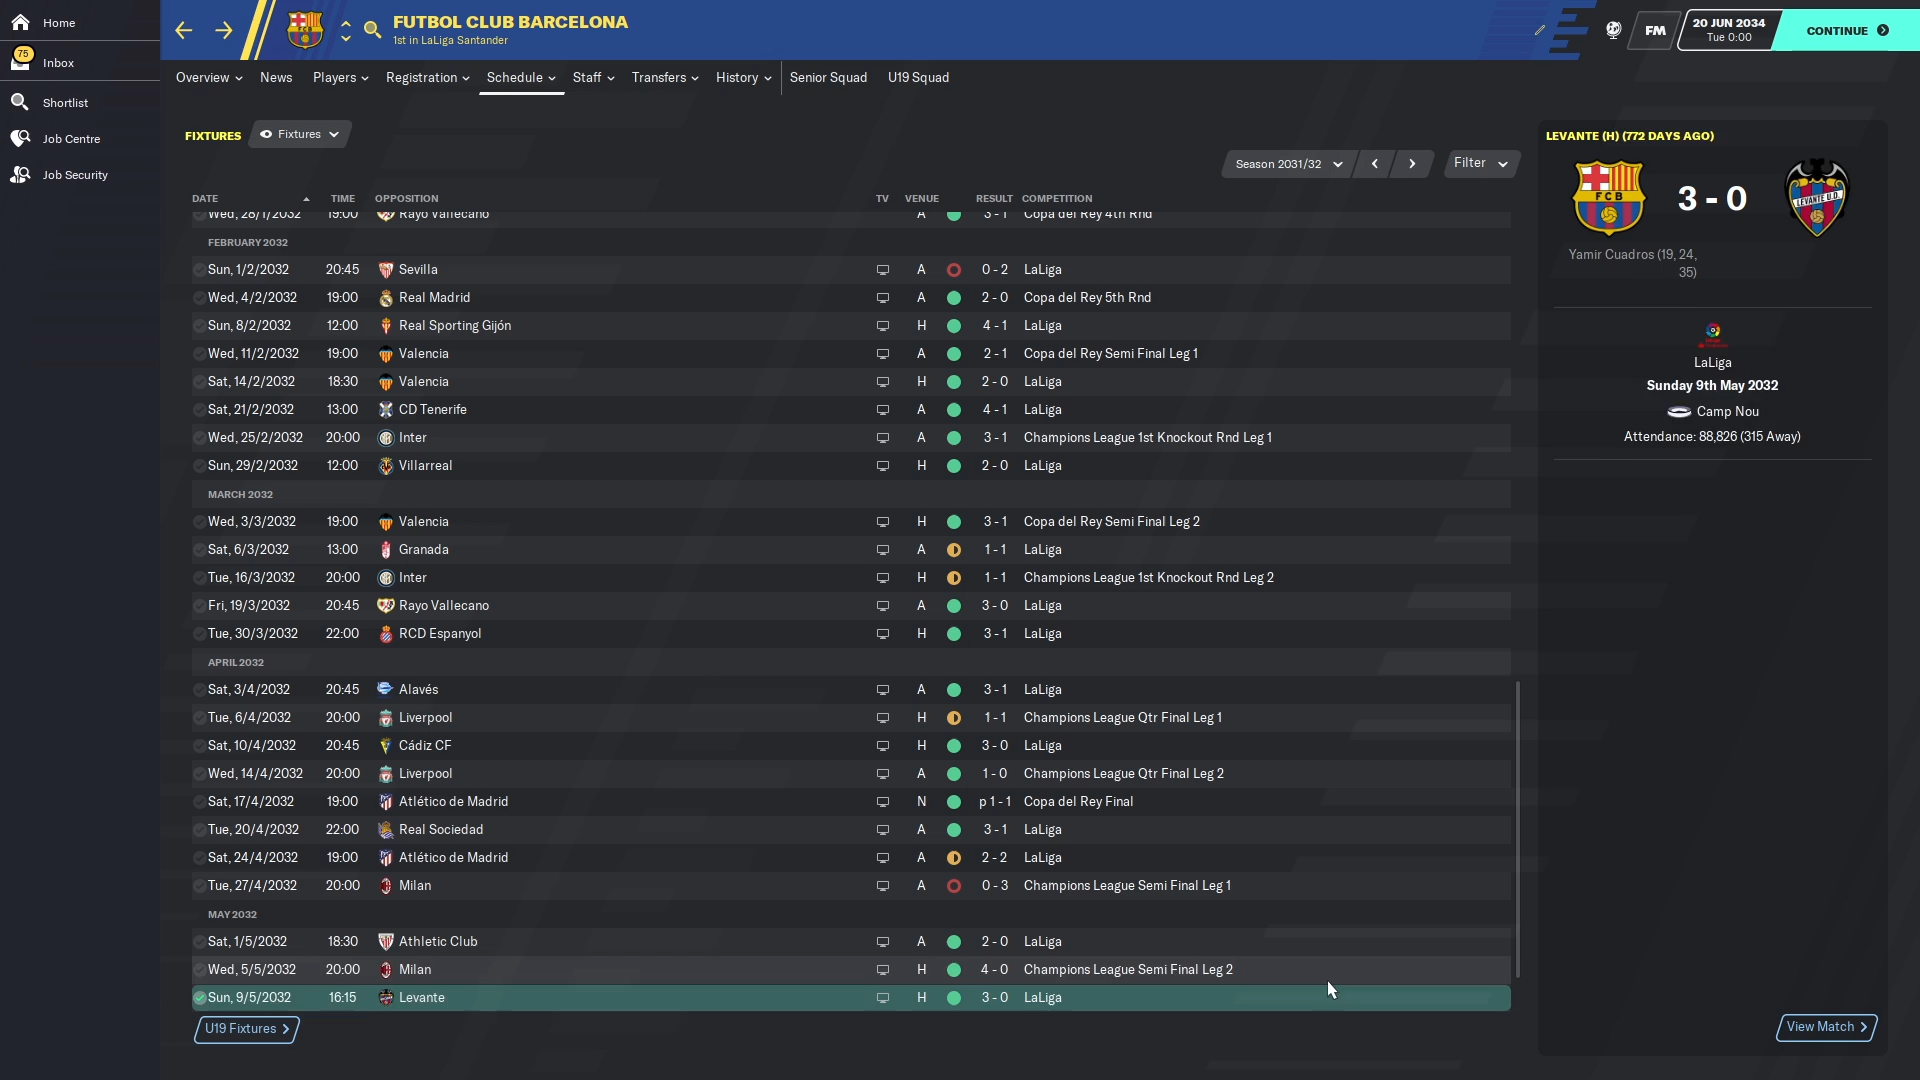 Home
75
Inbox
Shortlist
Job Centre
Job Security
FUTBOL CLUB BARCELONA
1st in LaLiga Santander
FM
20 JUN 2034
Tue 0:00
CONTINUE
Overview News Players Registration Schedule Staff Transfers History Senior Squad U19 Squad
FIXTURES Fixtures
Season 2031/32 Filter
DATE TIME OPPOSITION TV VENUE RESULT COMPETITION
Wed, 28/1/2032 19:00 Rayo Vallecano A 3 - 1 Copa del Rey 4th Rnd
FEBRUARY 2032
Sun, 1/2/2032 20:45 Sevilla A 0 - 2 LaLiga
Wed, 4/2/2032 19:00 Real Madrid A 2 - 0 Copa del Rey 5th Rnd
Sun, 8/2/2032 12:00 Real Sporting Gijón H 4 - 1 LaLiga
Wed, 11/2/2032 19:00 Valencia A 2 - 1 Copa del Rey Semi Final Leg 1
Sat, 14/2/2032 18:30 Valencia H 2 - 0 LaLiga
Sat, 21/2/2032 13:00 CD Tenerife A 4 - 1 LaLiga
Wed, 25/2/2032 20:00 Inter A 3 - 1 Champions League 1st Knockout Rnd Leg 1
Sun, 29/2/2032 12:00 Villarreal H 2 - 0 LaLiga
MARCH 2032
Wed, 3/3/2032 19:00 Valencia H 3 - 1 Copa del Rey Semi Final Leg 2
Sat, 6/3/2032 13:00 Granada A 1 - 1 LaLiga
Tue, 16/3/2032 20:00 Inter H 1 - 1 Champions League 1st Knockout Rnd Leg 2
Fri, 19/3/2032 20:45 Rayo Vallecano A 3 - 0 LaLiga
Tue, 30/3/2032 22:00 RCD Espanyol H 3 - 1 LaLiga
APRIL 2032
Sat, 3/4/2032 20:45 Alavés A 3 - 1 LaLiga
Tue, 6/4/2032 20:00 Liverpool H 1 - 1 Champions League Qtr Final Leg 1
Sat, 10/4/2032 20:45 Cádiz CF H 3 - 0 LaLiga
Wed, 14/4/2032 20:00 Liverpool A 1 - 0 Champions League Qtr Final Leg 2
Sat, 17/4/2032 19:00 Atlético de Madrid N p 1 - 1 Copa del Rey Final
Tue, 20/4/2032 22:00 Real Sociedad A 3 - 1 LaLiga
Sat, 24/4/2032 19:00 Atlético de Madrid A 2 - 2 LaLiga
Tue, 27/4/2032 20:00 Milan A 0 - 3 Champions League Semi Final Leg 1
MAY 2032
Sat, 1/5/2032 18:30 Athletic Club A 2 - 0 LaLiga
Wed, 5/5/2032 20:00 Milan H 4 - 0 Champions League Semi Final Leg 2
Sun, 9/5/2032 16:15 Levante H 3 - 0 LaLiga
U19 Fixtures
LEVANTE (H) (772 DAYS AGO)
FCB
3 - 0
LEVANTE U.D.
Yamir Cuadros (19, 24,
35)
LaLiga
Sunday 9th May 2032
Camp Nou
Attendance: 88,826 (315 Away)
View Match